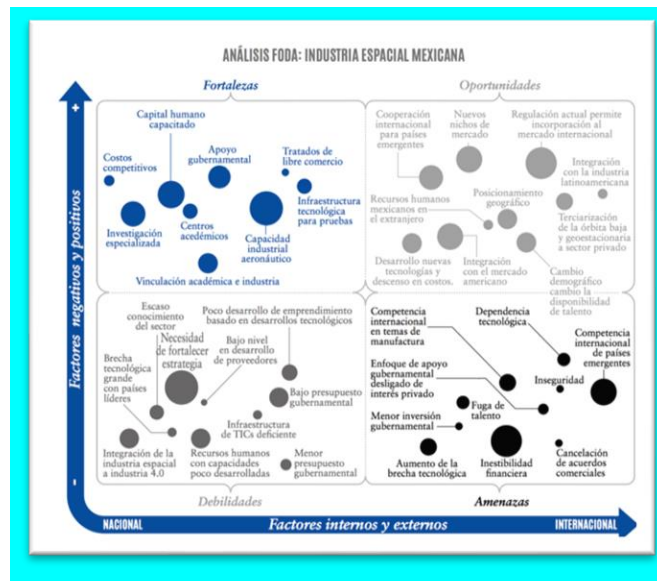 ANÁLISIS FODA: INDUSTRIA ESPACIAL MEXICANA
Fortalezas
Capital humano
capacitado
Costos
competitivos
Apoyo
gubernamental
Tratados de
libre comercio
Investigación
especializada
Centros
acedémicos
Capacidad
industrial
aeronáutico
Infraestructura
tecnológica
para pruebas
Vinculación académica e industria
Oportunidades
Cooperación
internacional
para países
emergentes
Nuevos
nichos de
mercado
Regulación actual permite
incorporación al
mercado internacional
Integración
con la industria
latinoamericana
Recursos humanos
mexicanos en
el extranjero
Posicionamiento
geográfico
Terciarización
de la órbita baja
y geoestacionaria
a sector privado
Desarrollo nuevas
tecnologías y
descenso en costos.
Integración
con el mercado
americano
Cambio
demográfico
cambio la
disponibilidad
de talento
Escaso
conocimiento
del sector
Poco desarrollo de emprendimiento
basado en desarrollos tecnológicos
Necesidad
de fortalecer
estrategia
Bajo nivel
en desarrollo
de proveedores
Brecha
tecnológica
grande
con países
líderes
Bajo presupuesto
gubernamental
Infraestructura
de TICs deficiente
Integración de la
industria espacial
a industria 4.0
Recursos humanos
con capacidades
poco desarrolladas
Menor
presupuesto
gubernamental
Debilidades
Competencia
internacional
en temas de
manufactura
Dependencia
tecnológica
Competencia
internacional
de países
emergentes
Enfoque de apoyo
gubernamental
desligado de
interés privado
Inseguridad
Menor inversión
gubernamental
Fuga de
talento
Aumento de la
brecha tecnológica
Inestibilidad
financiera
Cancelación
de acuerdos
comerciales
Amenazas
+
Factores negativos y positivos
-
NACIONAL
Factores internos y externos
INTERNACIONAL